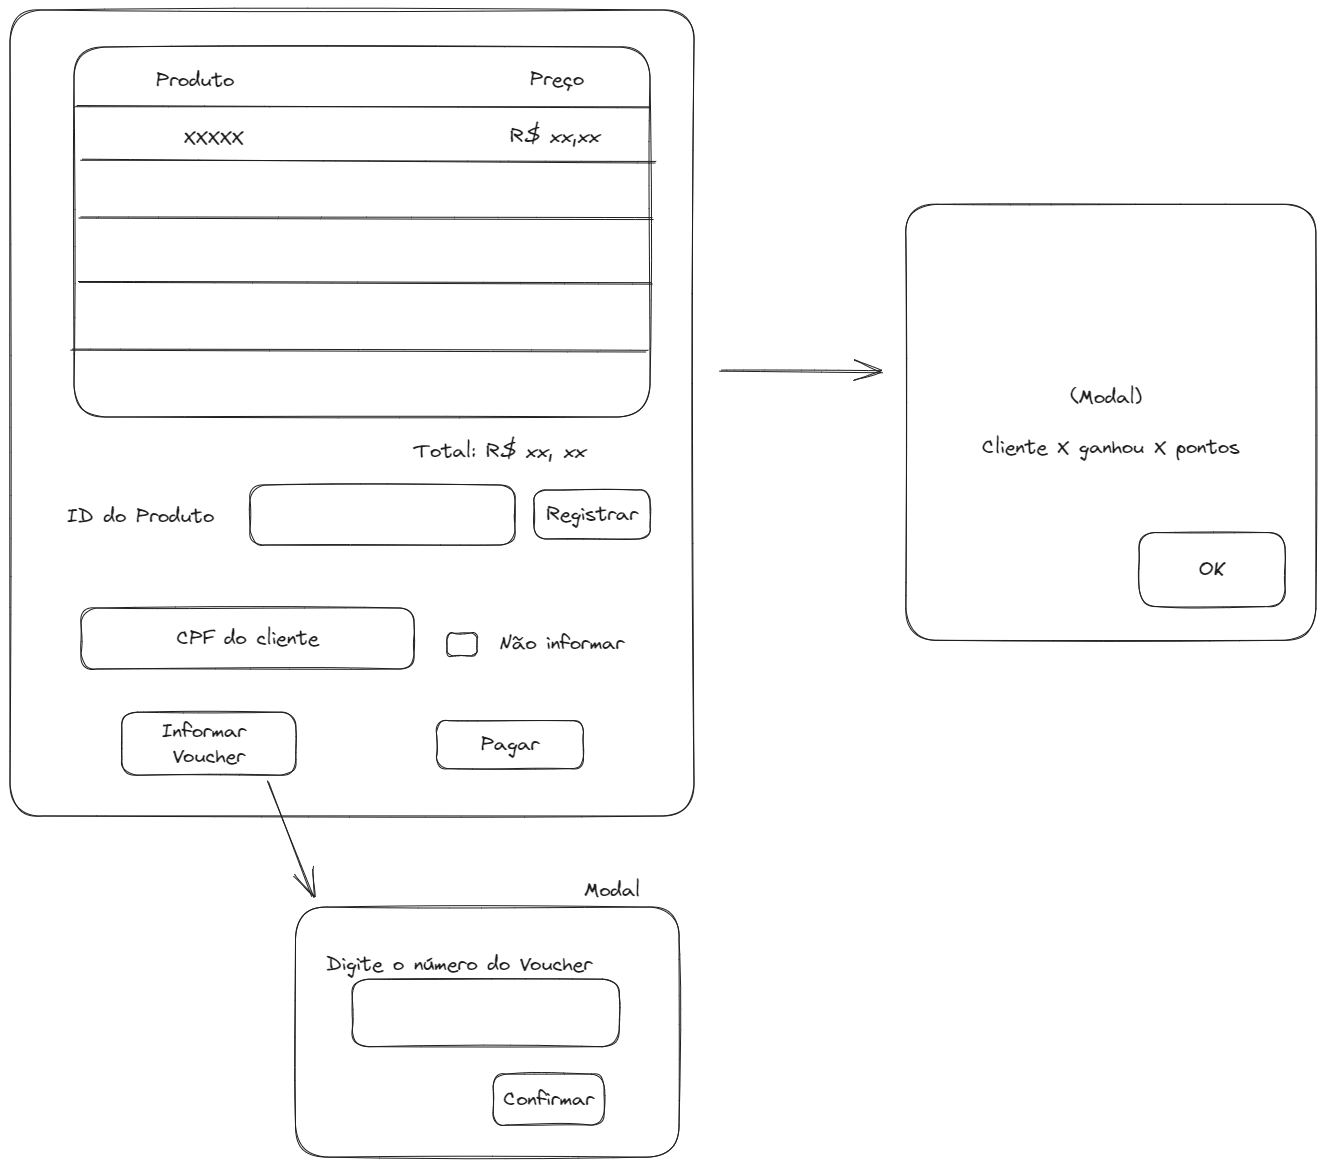 Produto
Preço
XXXXX
R$ xx,xx
Total: R$ xx, xx
ID do Produto
Registrar
CPF do cliente
Não informar
Informar
Voucher
Pagar
(Modal)
Cliente X ganhou X pontos
OK
Modal
Digite o número do Voucher
Confirmar